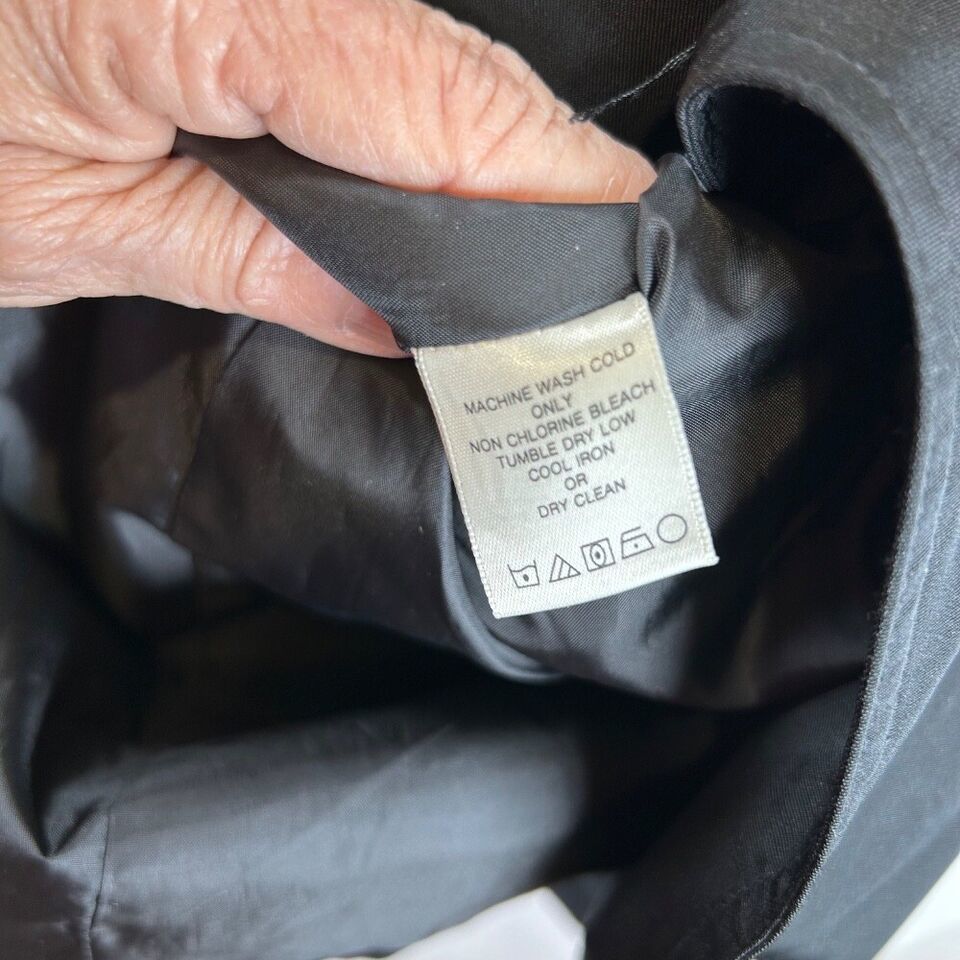 MACHINE WASH COLD
ONLY
NON CHLORINE BLEACH
TUMBLE DRY LOW
COOL IRON
OR
DRY CLEAN